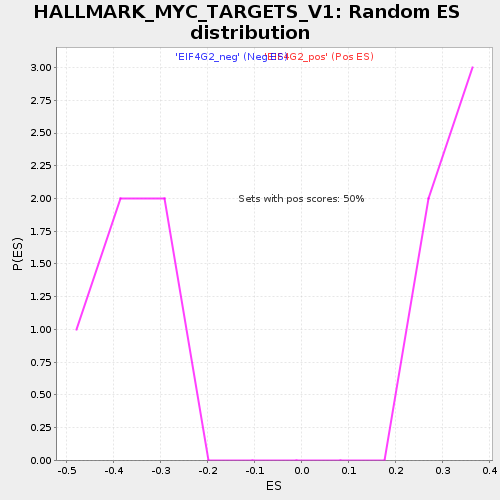 HALLMARK_MYC_TARGETS_V1: Random ES
distribution
'EIF4G2_neg' (Neg ES)
'EIF4G2_pos' (Pos ES)
3.00
2.75
2.50
2.25
2.00
Sets with pos scores: 50%
1.75
1.50
1.25
1.00
0.75
0.50
0.25
0.00
P(ES)
-0.5 -0.4 -0.3 -0.2 -0.1 0.0 0.1 0.2 0.3 0.4
ES